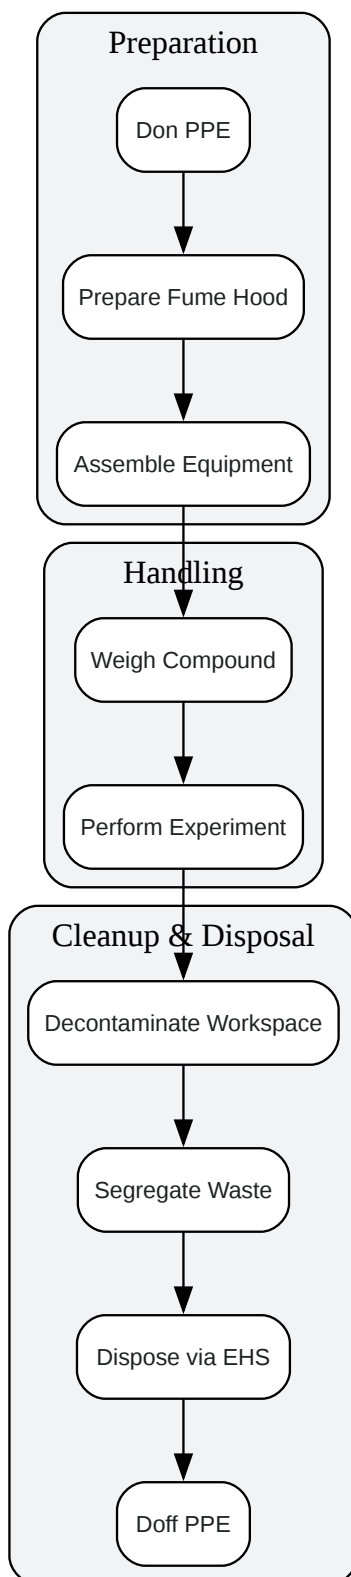 Preparation
Don PPE
Prepare Fume Hood
Assemble Equipment
Handling
Weigh Compound
Perform Experiment
Cleanup & Disposal
Decontaminate Workspace
Segregate Waste
Dispose via EHS
Doff PPE